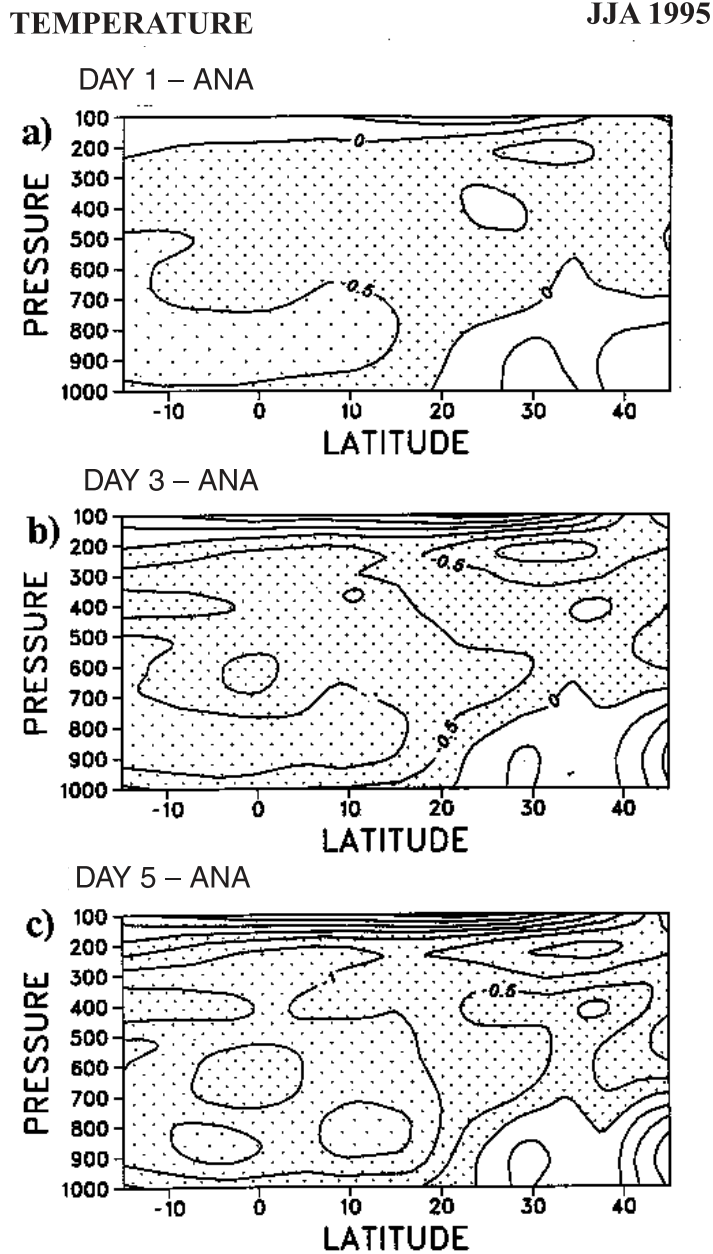 TEMPERATURE JJA 1995
DAY 1 – ANA
a)
PRESSURE
100
200
300
400
500
600
700
800
900
1000
0
-0.5
0
-10 0 10 20 30 40
LATITUDE
DAY 3 – ANA
b)
PRESSURE
100
200
300
400
500
600
700
800
900
1000
-0.5
0
-0.5
-10 0 10 20 30 40
LATITUDE
DAY 5 – ANA
c)
PRESSURE
100
200
300
400
500
600
700
800
900
1000
-1
-0.5
-10 0 10 20 30 40
LATITUDE